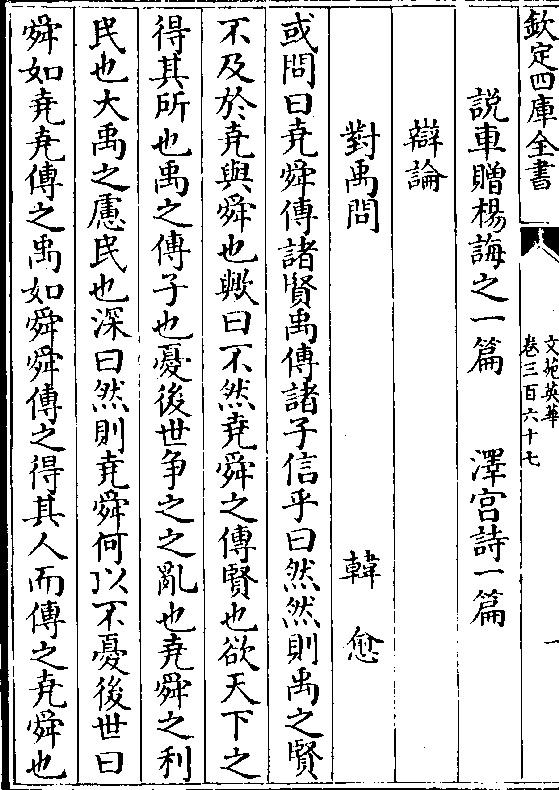 欽定四庫全書
文苑英華
卷三百六十七
一
説車贈楊誨之一篇　澤宫詩一篇
辯論
對禹問　韓愈
或問曰堯舜傳諸賢禹傳諸子信乎曰然然則禹之賢
不及於堯與舜也歟曰不然堯舜之傳賢也欲天下之
得其所也禹之傳子也憂後世争之之亂也堯舜之利
民也大禹之慮民也深曰然則堯舜何以不憂後世曰
舜如堯堯傳之禹如舜舜傳之得其人而傳之堯舜也